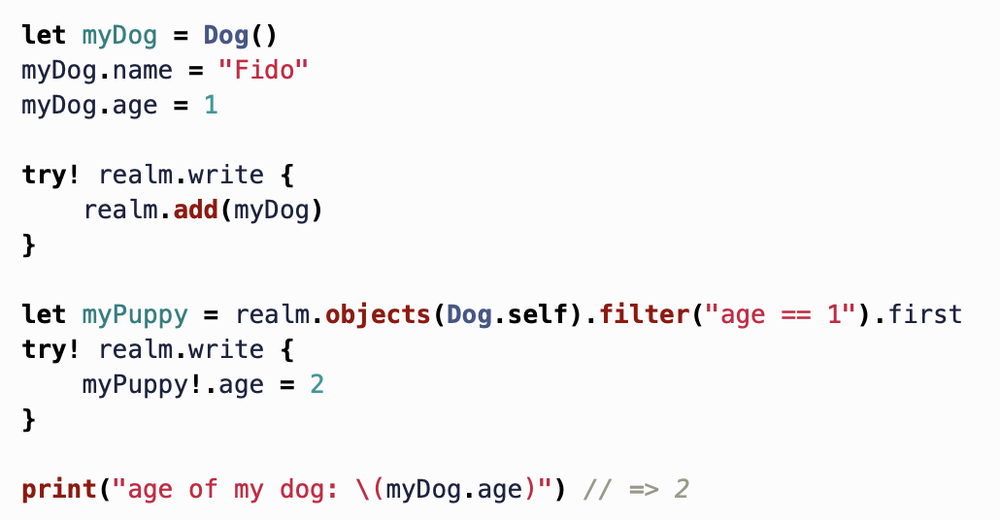 let myDog = Dog()
myDog.name = "Fido"
myDog.age = 1

try! realm.write {
    realm.add(myDog)
}

let myPuppy = realm.objects(Dog.self).filter("age == 1").first
try! realm.write {
    myPuppy!.age = 2
}

print("age of my dog: \(myDog.age)") // => 2